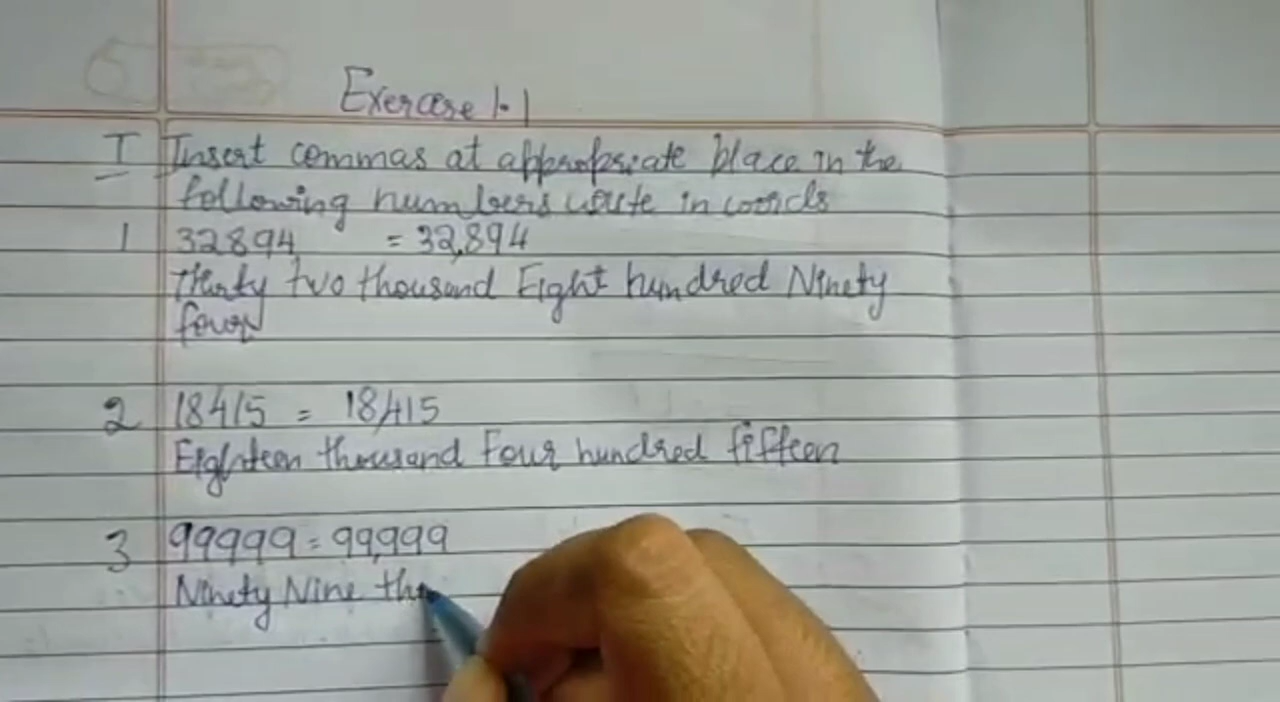 Exercise 1.1
I Insert commas at appropriate place in the
following numbers write in words
1 32894 = 32,894
Thirty two thousand Eight hundred Ninety
four
2 18415 = 18,415
Eighteen thousand Four hundred fifteen
3 99999 = 99,999
Ninety Nine tho